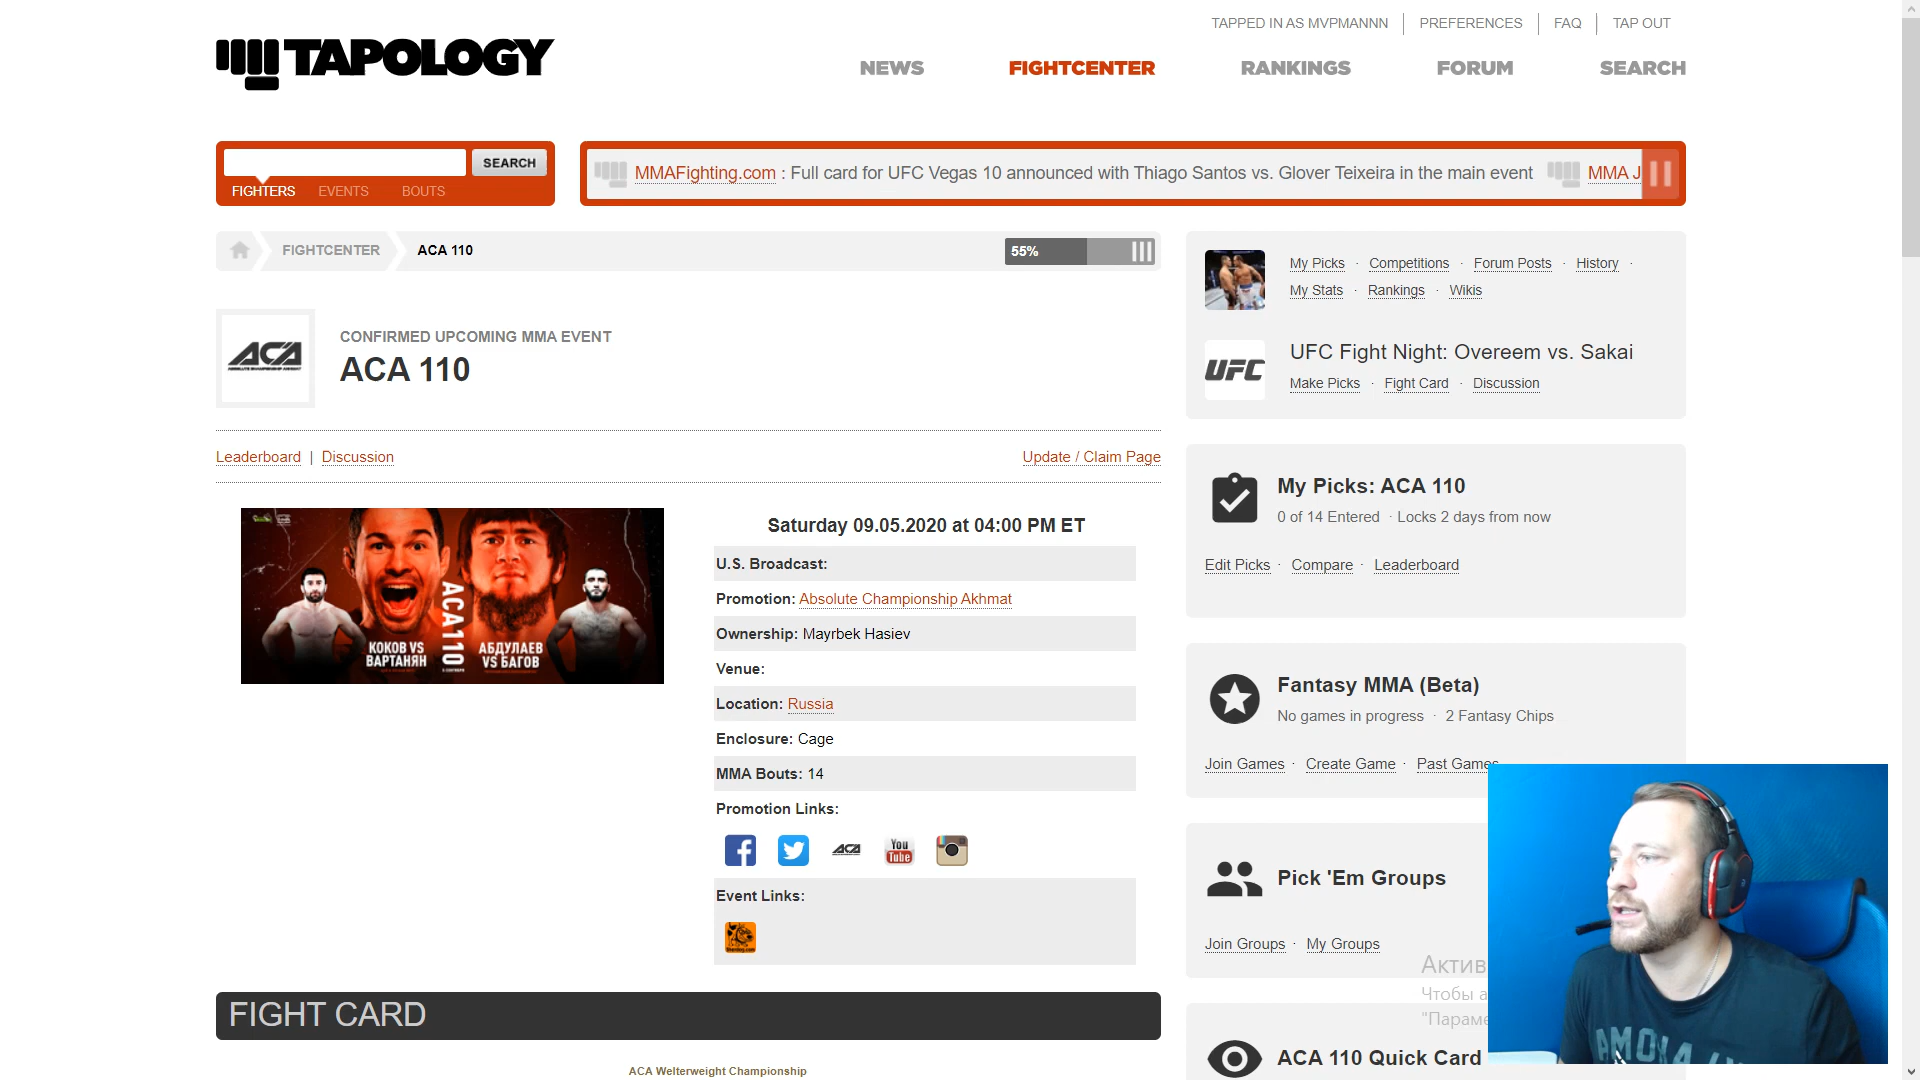 TAPPED IN AS MVPMANNN
PREFERENCES
FAQ
TAP OUT
TAPOLOGY
NEWS
FIGHTCENTER
RANKINGS
FORUM
SEARCH
SEARCH
FIGHTERS
EVENTS
BOUTS
MMAFighting.com : Full card for UFC Vegas 10 announced with Thiago Santos vs. Glover Teixeira in the main event
MMA J
FIGHTCENTER
ACA 110
55%
My Picks · Competitions · Forum Posts · History ·
My Stats · Rankings · Wikis
ACA
CONFIRMED UPCOMING MMA EVENT
ACA 110
UFC
UFC Fight Night: Overeem vs. Sakai
Make Picks · Fight Card · Discussion
Leaderboard | Discussion
Update / Claim Page
My Picks: ACA 110
0 of 14 Entered · Locks 2 days from now
Edit Picks · Compare · Leaderboard
КОКОВ VS
ВАРТАНЯН
ACA110
АБДУЛАЕВ
VS БАГОВ
Saturday 09.05.2020 at 04:00 PM ET
U.S. Broadcast:
Promotion: Absolute Championship Akhmat
Ownership: Mayrbek Hasiev
Venue:
Location: Russia
Enclosure: Cage
MMA Bouts: 14
Promotion Links:
ACA
You
Tube
Event Links:
Fantasy MMA (Beta)
No games in progress · 2 Fantasy Chips
Join Games · Create Game · Past Games
Pick 'Em Groups
Join Groups · My Groups
Актив
Чтобы а
"Параме
ACA 110 Quick Card
FIGHT CARD
ACA Welterweight Championship